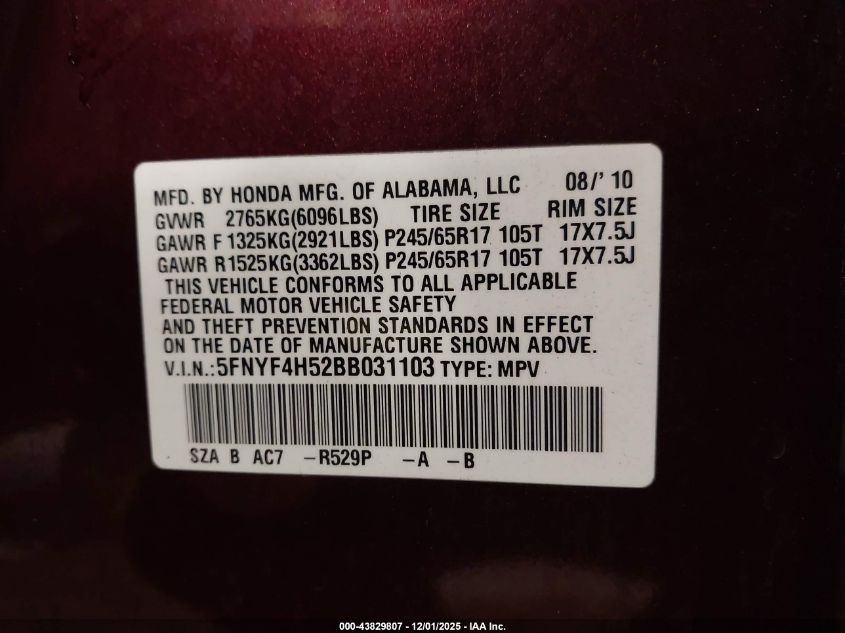 MFD. BY HONDA MFG. OF ALABAMA, LLC 08/' 10
GVWR 2765KG(6096LBS) TIRE SIZE RIM SIZE
GAWR F 1325KG(2921LBS) P245/65R17 105T 17X7.5J
GAWR R1525KG(3362LBS) P245/65R17 105T 17X7.5J
THIS VEHICLE CONFORMS TO ALL APPLICABLE
FEDERAL MOTOR VEHICLE SAFETY
AND THEFT PREVENTION STANDARDS IN EFFECT
ON THE DATE OF MANUFACTURE SHOWN ABOVE.
V.I.N.:5FNYF4H52BB031103 TYPE: MPV
SZA B AC7 -R529P -A -B
000-43829807 - 12/01/2025 - IAA Inc.